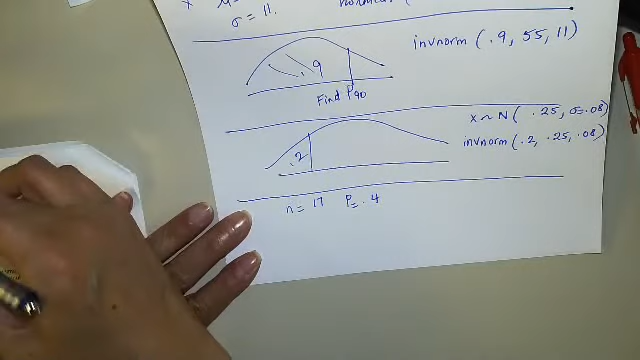 σ = 11.
invnorm ( .9, 55, 11)
.9
Find P90
x ~ N ( .25, σ=.08)
invnorm (.2, .25, .08)
.2
n = 17 P = .4